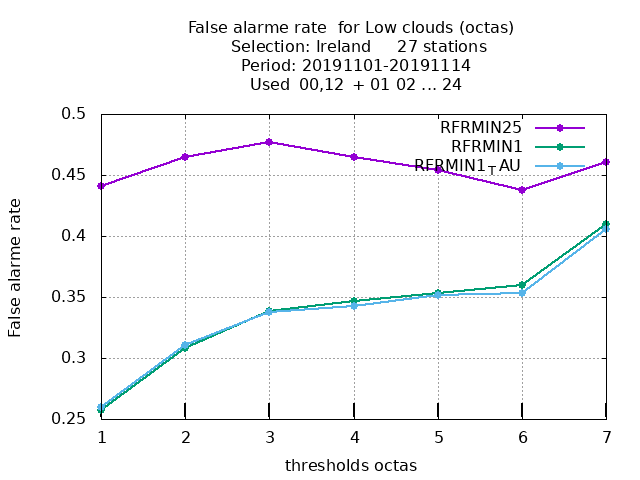 False alarme rate for Low clouds (octas)
Selection: Ireland 27 stations
Period: 20191101-20191114
Used 00,12 + 01 02 ... 24
RFRMIN25
RFRMIN1
RFRMIN1_TAU
False alarme rate
0.5
0.45
0.4
0.35
0.3
0.25
1 2 3 4 5 6 7
thresholds octas